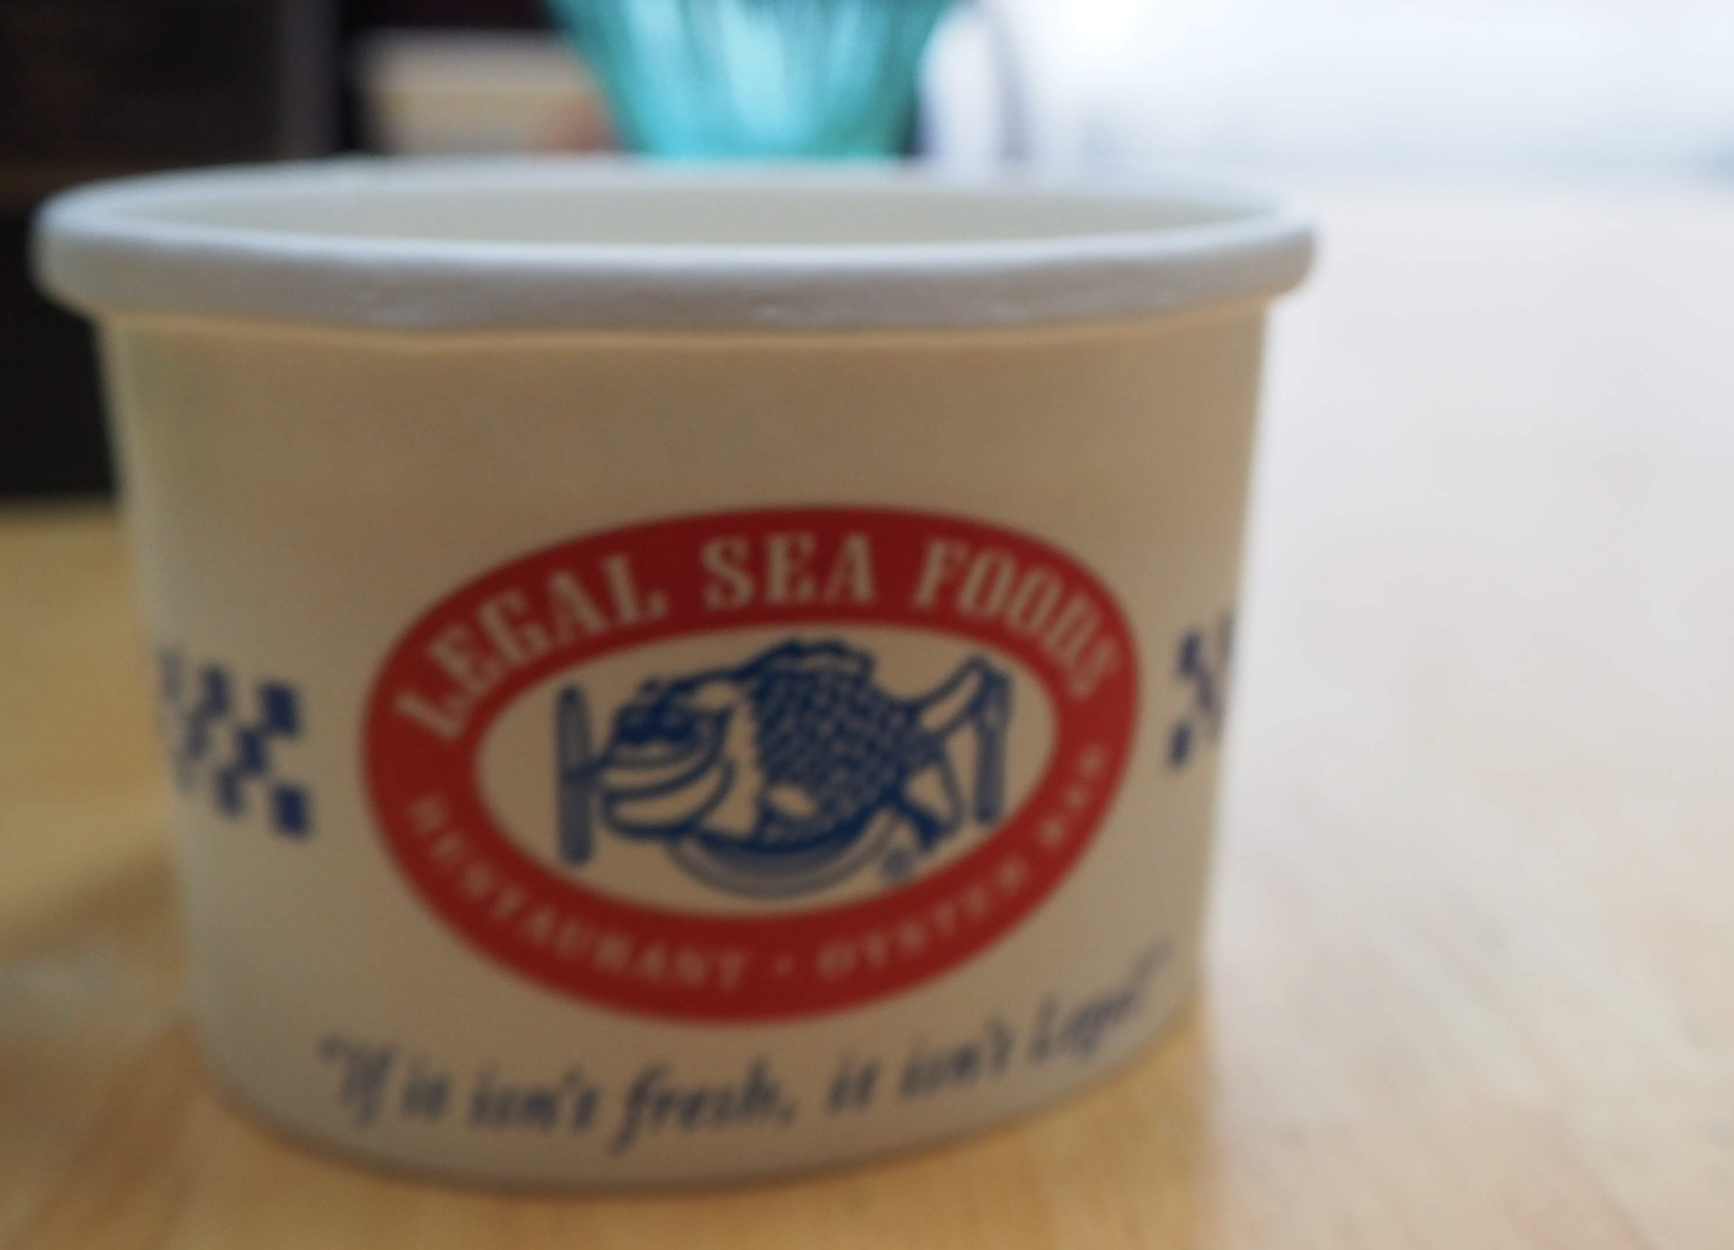 LEGAL SEA FOODS
RESTAURANT • OYSTER BAR
"If it isn't fresh, it isn't Legal!"